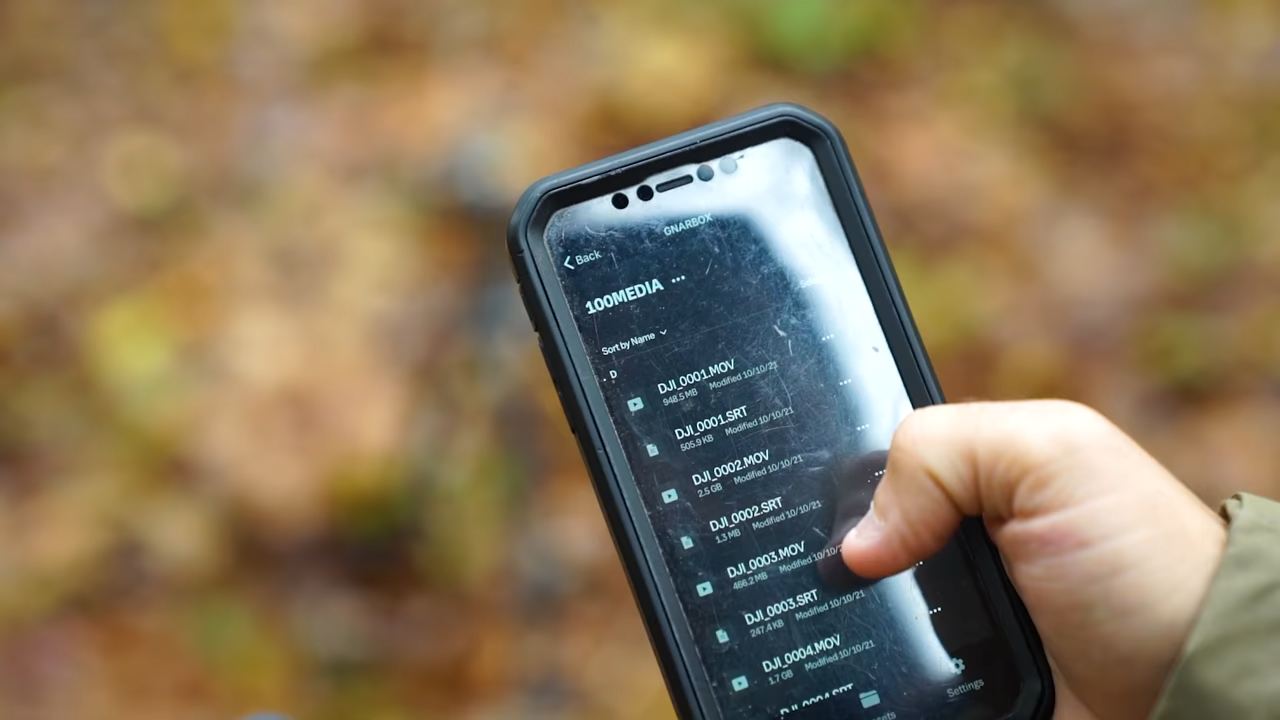 GNARBOX
Back
100MEDIA ...
Sort by Name
D
DJI_0001.MOV
948.5 MB Modified 10/10/21
DJI_0001.SRT
505.9 KB Modified 10/10/21
DJI_0002.MOV
2.5 GB Modified 10/10/21
DJI_0002.SRT
1.3 MB Modified 10/10/21
DJI_0003.MOV
466.2 MB Modified 10/10/2
DJI_0003.SRT
247.4 KB Modified 10/10/21
DJI_0004.MOV
1.7 GB Modified 10/10/21
DJI_0004.SRT
Settings